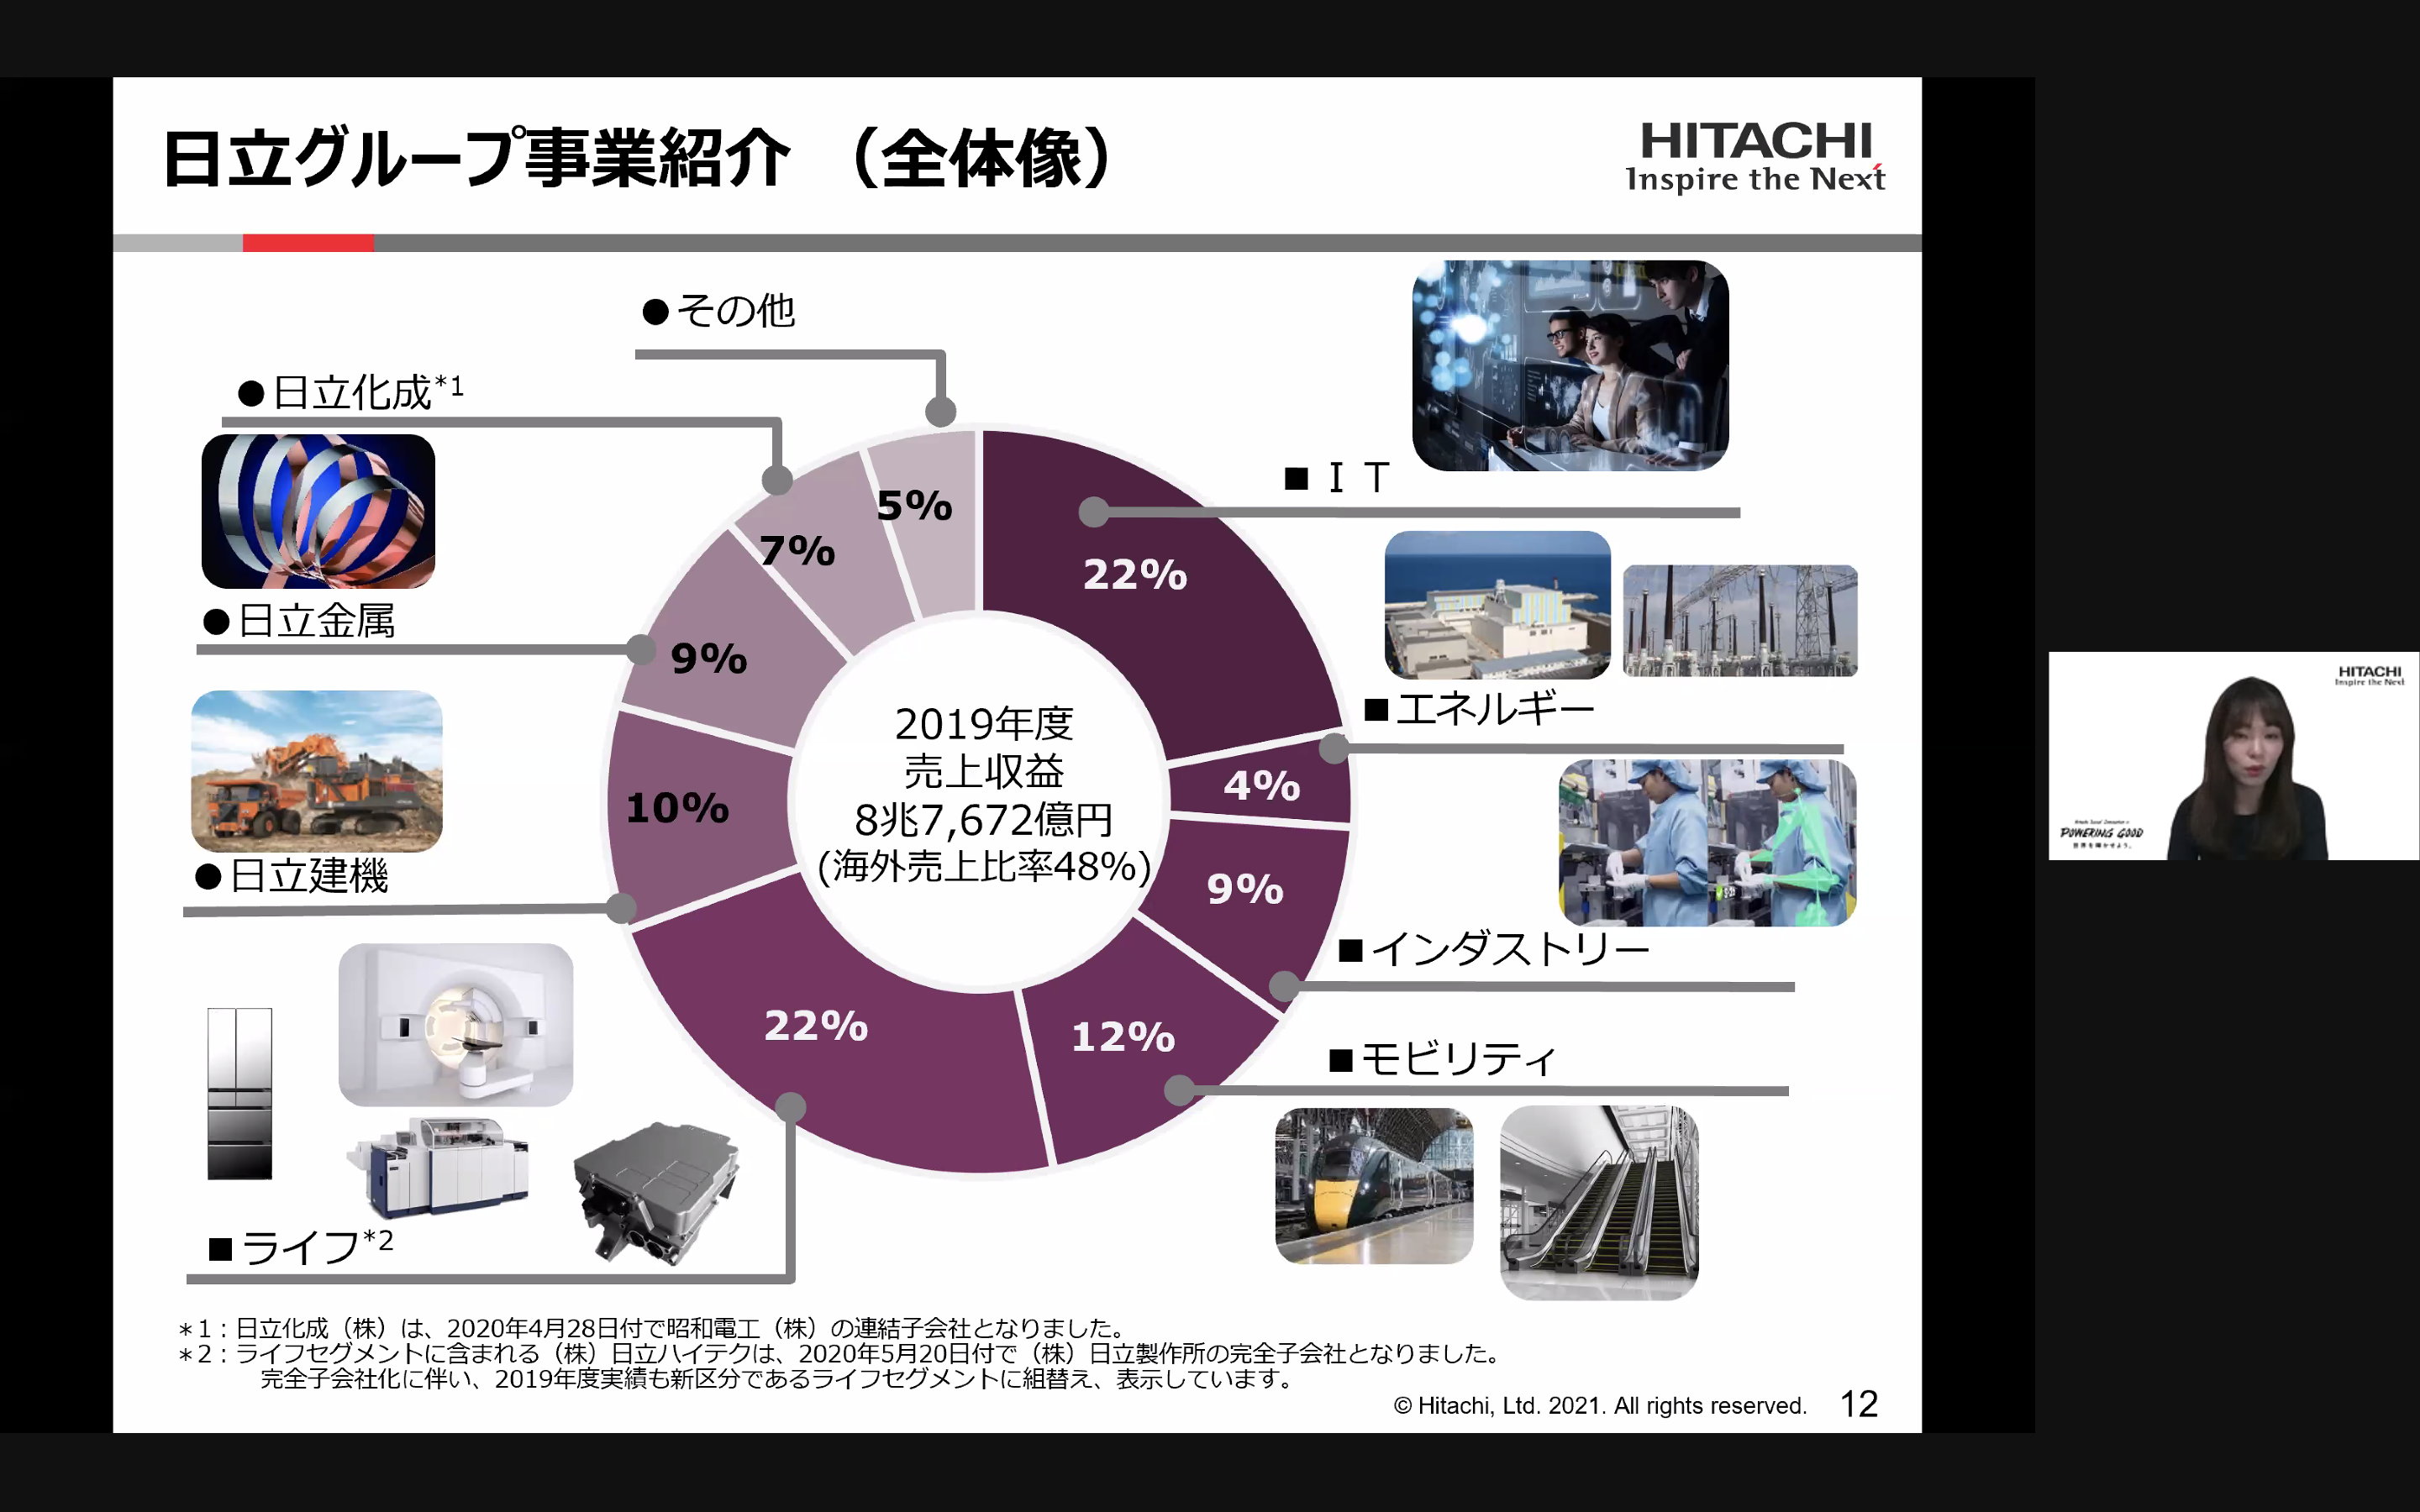 日立グループ事業紹介 （全体像）
HITACHI
Inspire the Next
●その他
●日立化成*1
●日立金属
●日立建機
■ライフ*2
■ＩＴ
■エネルギー
■インダストリー
■モビリティ
22%
4%
9%
12%
22%
10%
9%
7%
5%
2019年度
売上収益
8兆7,672億円
(海外売上比率48%)
＊1：日立化成（株）は、2020年4月28日付で昭和電工（株）の連結子会社となりました。
＊2：ライフセグメントに含まれる（株）日立ハイテクは、2020年5月20日付で（株）日立製作所の完全子会社となりました。
完全子会社化に伴い、2019年度実績も新区分であるライフセグメントに組替え、表示しています。
© Hitachi, Ltd. 2021. All rights reserved. 12
HITACHI
Inspire the Next
Hitachi Social Innovation is
POWERING GOOD
世界を輝かせよう。